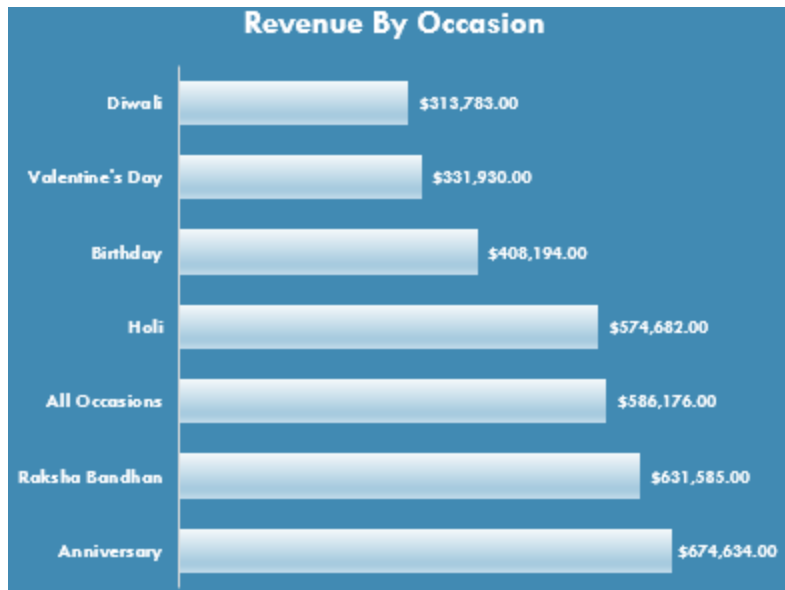 Revenue By Occasion
Diwali $313,783.00
Valentine's Day $331,930.00
Birthday $408,194.00
Holi $574,682.00
All Occasions $586,176.00
Raksha Bandhan $631,585.00
Anniversary $674,634.00